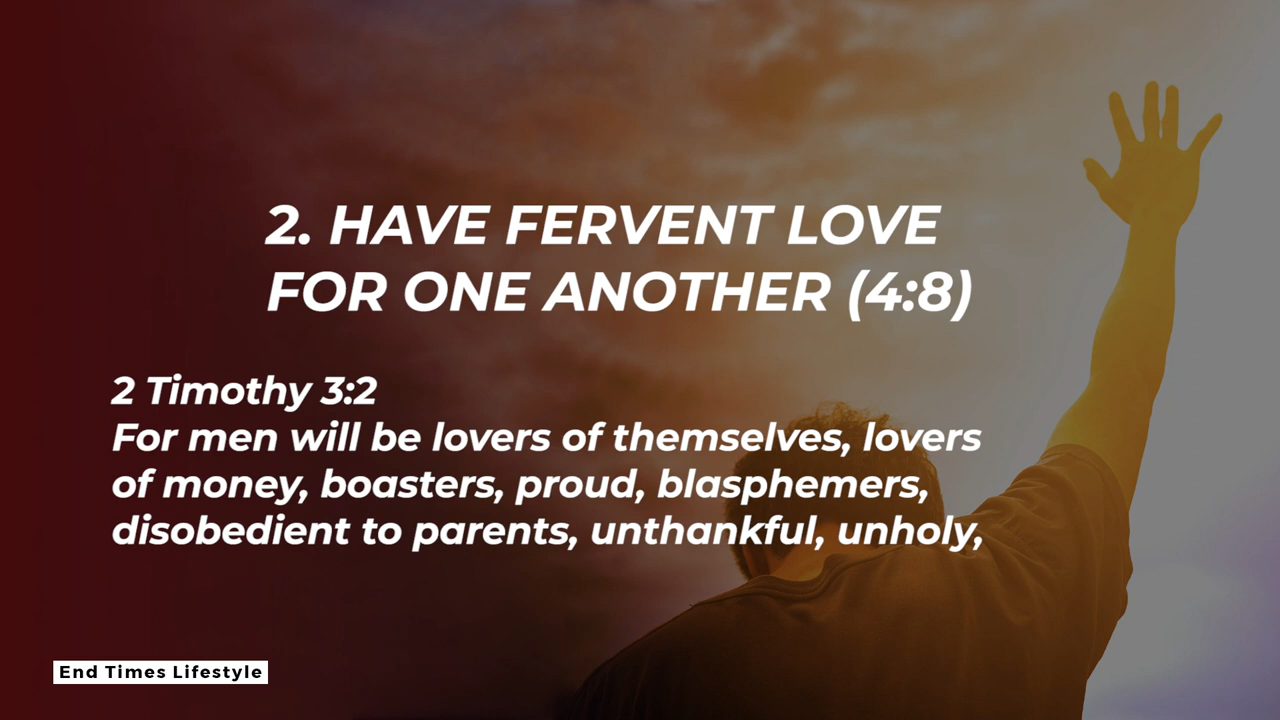 2. HAVE FERVENT LOVE
FOR ONE ANOTHER (4:8)
2 Timothy 3:2
For men will be lovers of themselves, lovers
of money, boasters, proud, blasphemers,
disobedient to parents, unthankful, unholy,
End Times Lifestyle